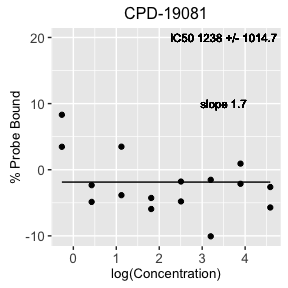 CPD-19081
IC50 1238 +/- 1014.7
slope 1.7
% Probe Bound
20
10
0
-10
0 1 2 3 4
log(Concentration)